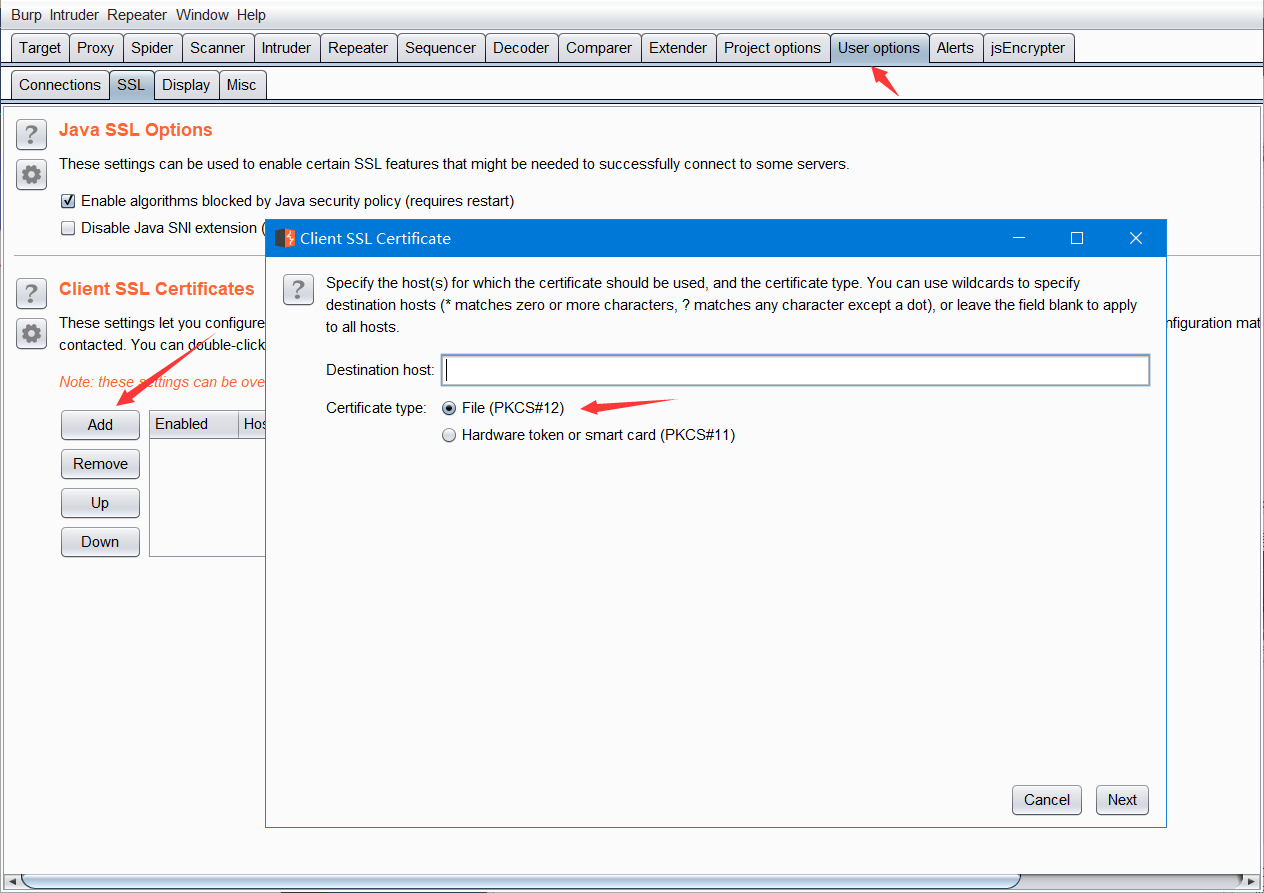 Burp Intruder Repeater Window Help
Target Proxy Spider Scanner Intruder Repeater Sequencer Decoder Comparer Extender Project options User options Alerts jsEncrypter
Connections SSL Display Misc
? Java SSL Options
These settings can be used to enable certain SSL features that might be needed to successfully connect to some servers.
Enable algorithms blocked by Java security policy (requires restart)
Disable Java SNI extension (
Client SSL Certificate
? Client SSL Certificates
These settings let you configure
nfiguration mat
contacted. You can double-click
Note: these settings can be ove
Add
Remove
Up
Down
Enabled Hos
? Specify the host(s) for which the certificate should be used, and the certificate type. You can use wildcards to specify
destination hosts (* matches zero or more characters, ? matches any character except a dot), or leave the field blank to apply
to all hosts.
Destination host:
Certificate type: File (PKCS#12)
Hardware token or smart card (PKCS#11)
Cancel Next